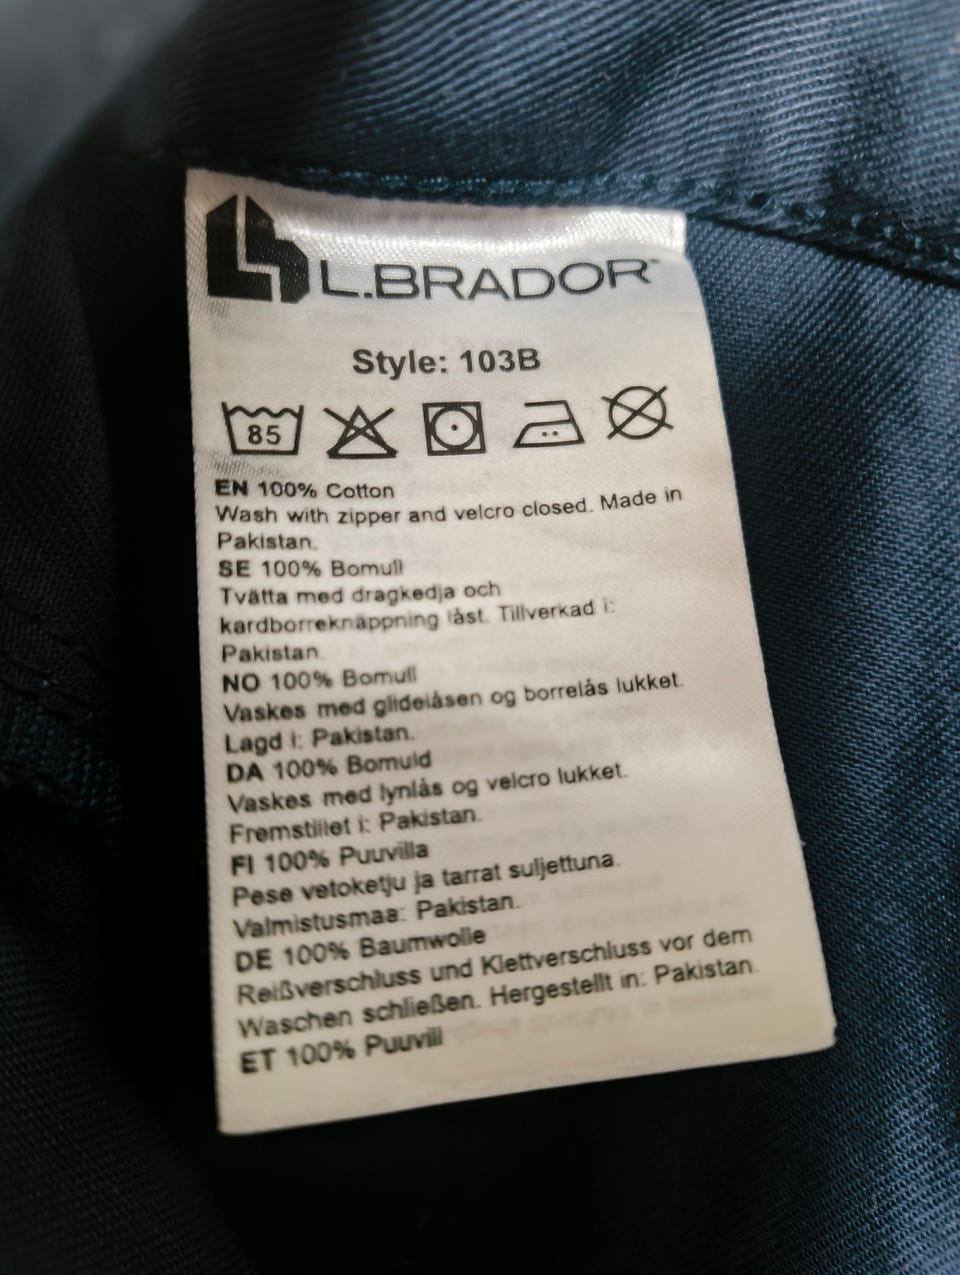 L.BRADOR™
Style: 103B
85
EN 100% Cotton
Wash with zipper and velcro closed. Made in
Pakistan.
SE 100% Bomull
Tvätta med dragkedja och
kardborreknäppning låst. Tillverkad i:
Pakistan.
NO 100% Bomull
Vaskes med glidelåsen og borrelås lukket.
Lagd i: Pakistan.
DA 100% Bomuld
Vaskes med lynlås og velcro lukket.
Fremstillet i: Pakistan.
FI 100% Puuvilla
Pese vetoketju ja tarrat suljettuna.
Valmistusmaa: Pakistan.
DE 100% Baumwolle
Reißverschluss und Klettverschluss vor dem
Waschen schließen. Hergestellt in: Pakistan.
ET 100% Puuvill